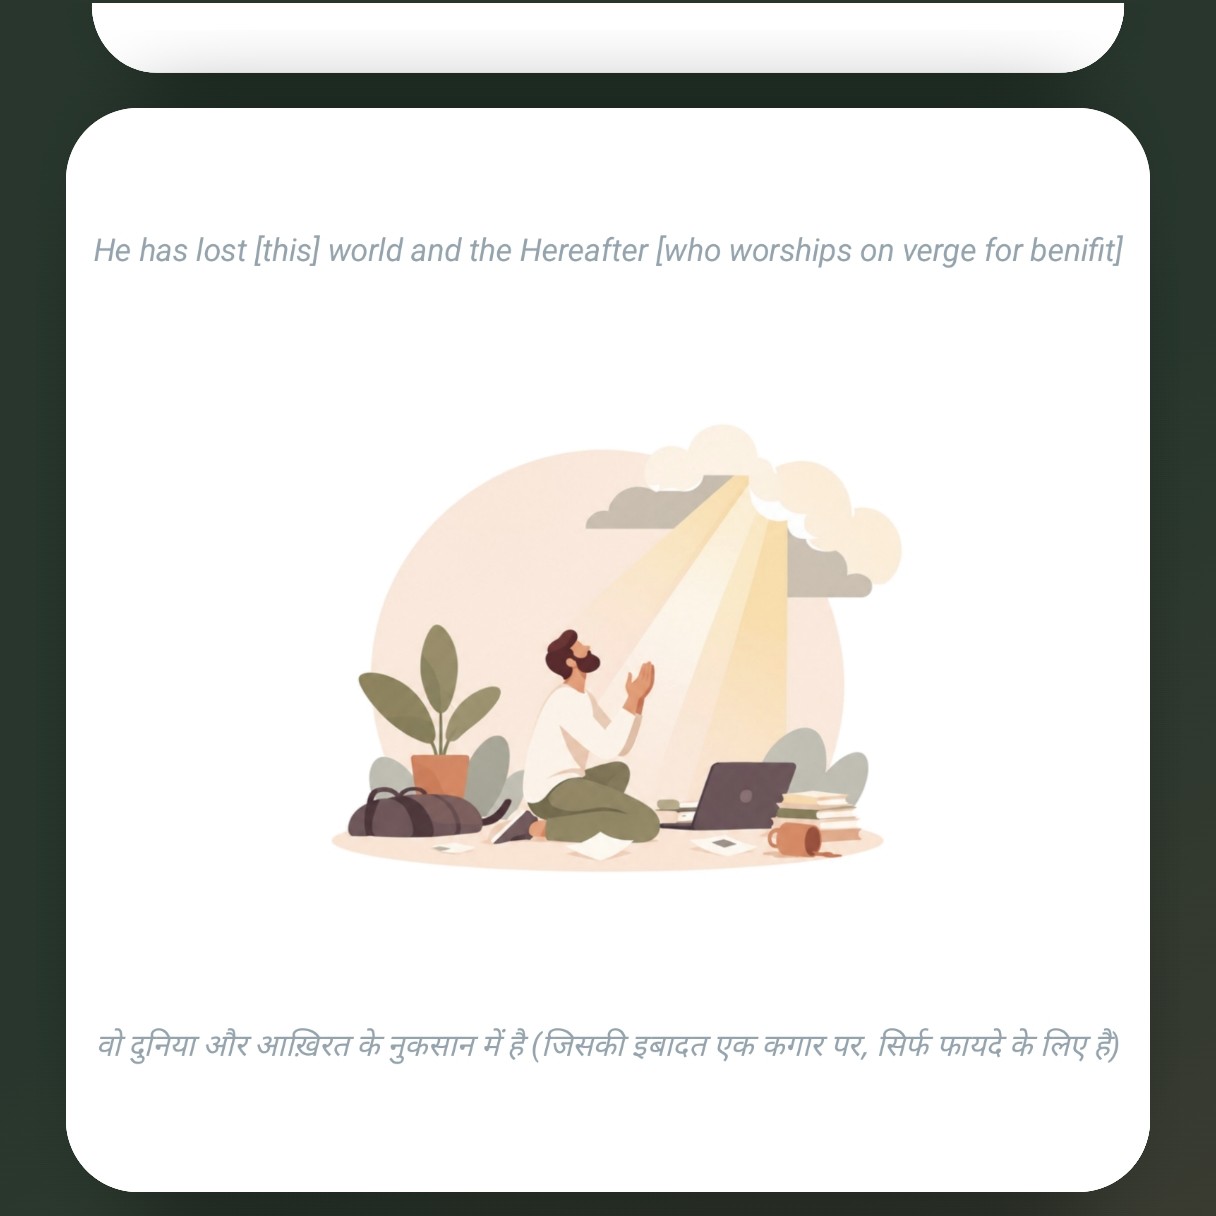 He has lost [this] world and the Hereafter [who worships on verge for benifit]
वो दुनिया और आख़िरत के नुकसान में है (जिसकी इबादत एक कगार पर, सिर्फ फायदे के लिए है)